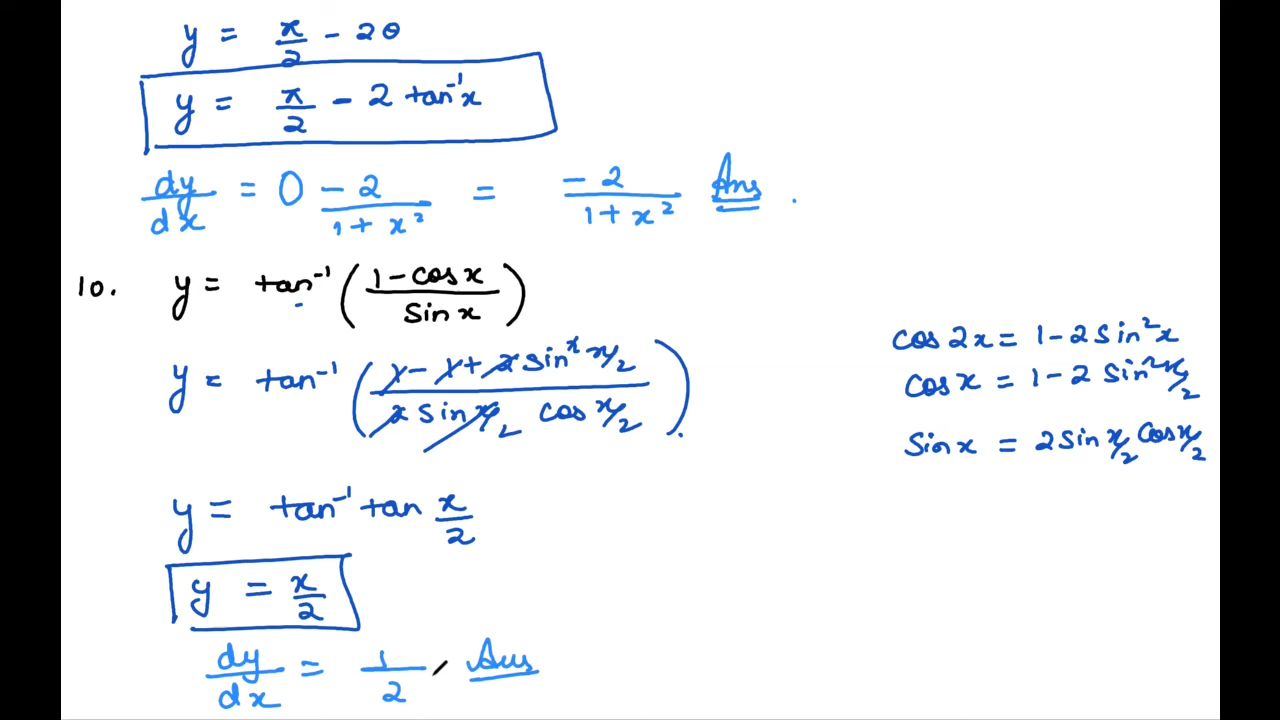 y = π/2 - 2θ
y = π/2 - 2 tan⁻¹x
dy/dx = 0 - 2/(1 + x²) = -2/(1 + x²) Ans.
10. y = tan⁻¹((1 - cos x)/(sin x))
cos 2x = 1 - 2 sin²x
y = tan⁻¹((1 - 1 + 2 sin² x/2)/(2 sin x/2 cos x/2)).
cos x = 1 - 2 sin² x/2
sin x = 2 sin x/2 cos x/2
y = tan⁻¹ tan x/2
y = x/2
dy/dx = 1/2 Ans